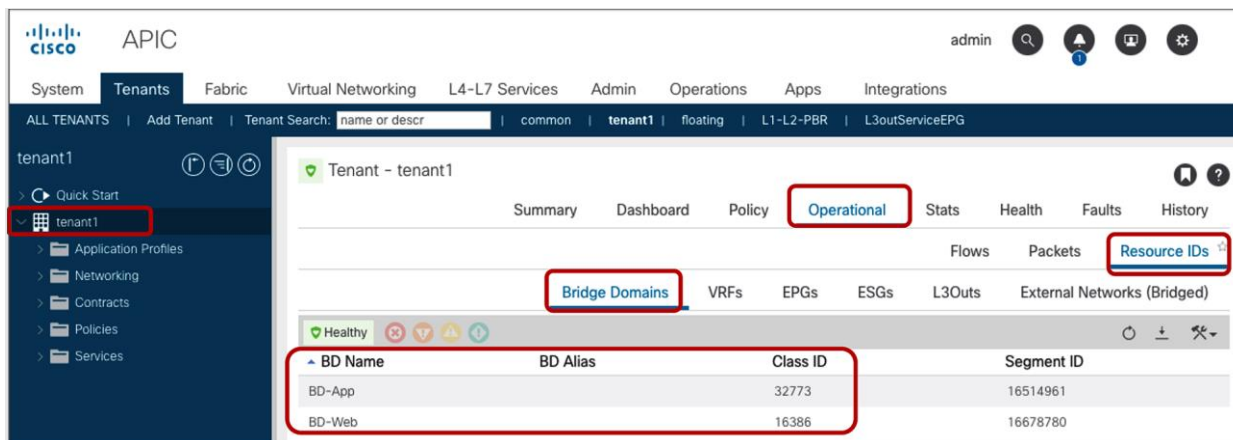 CISCO APIC admin
1
System Tenants Fabric Virtual Networking L4-L7 Services Admin Operations Apps Integrations
ALL TENANTS | Add Tenant | Tenant Search: name or descr | common | tenant1 | floating | L1-L2-PBR | L3outServiceEPG
tenant1
Quick Start
tenant1
Application Profiles
Networking
Contracts
Policies
Services
Tenant - tenant1
Summary Dashboard Policy Operational Stats Health Faults History
Flows Packets Resource IDs
Bridge Domains VRFs EPGs ESGs L3Outs External Networks (Bridged)
Healthy
BD Name BD Alias Class ID Segment ID
BD-App 32773 16514961
BD-Web 16386 16678780